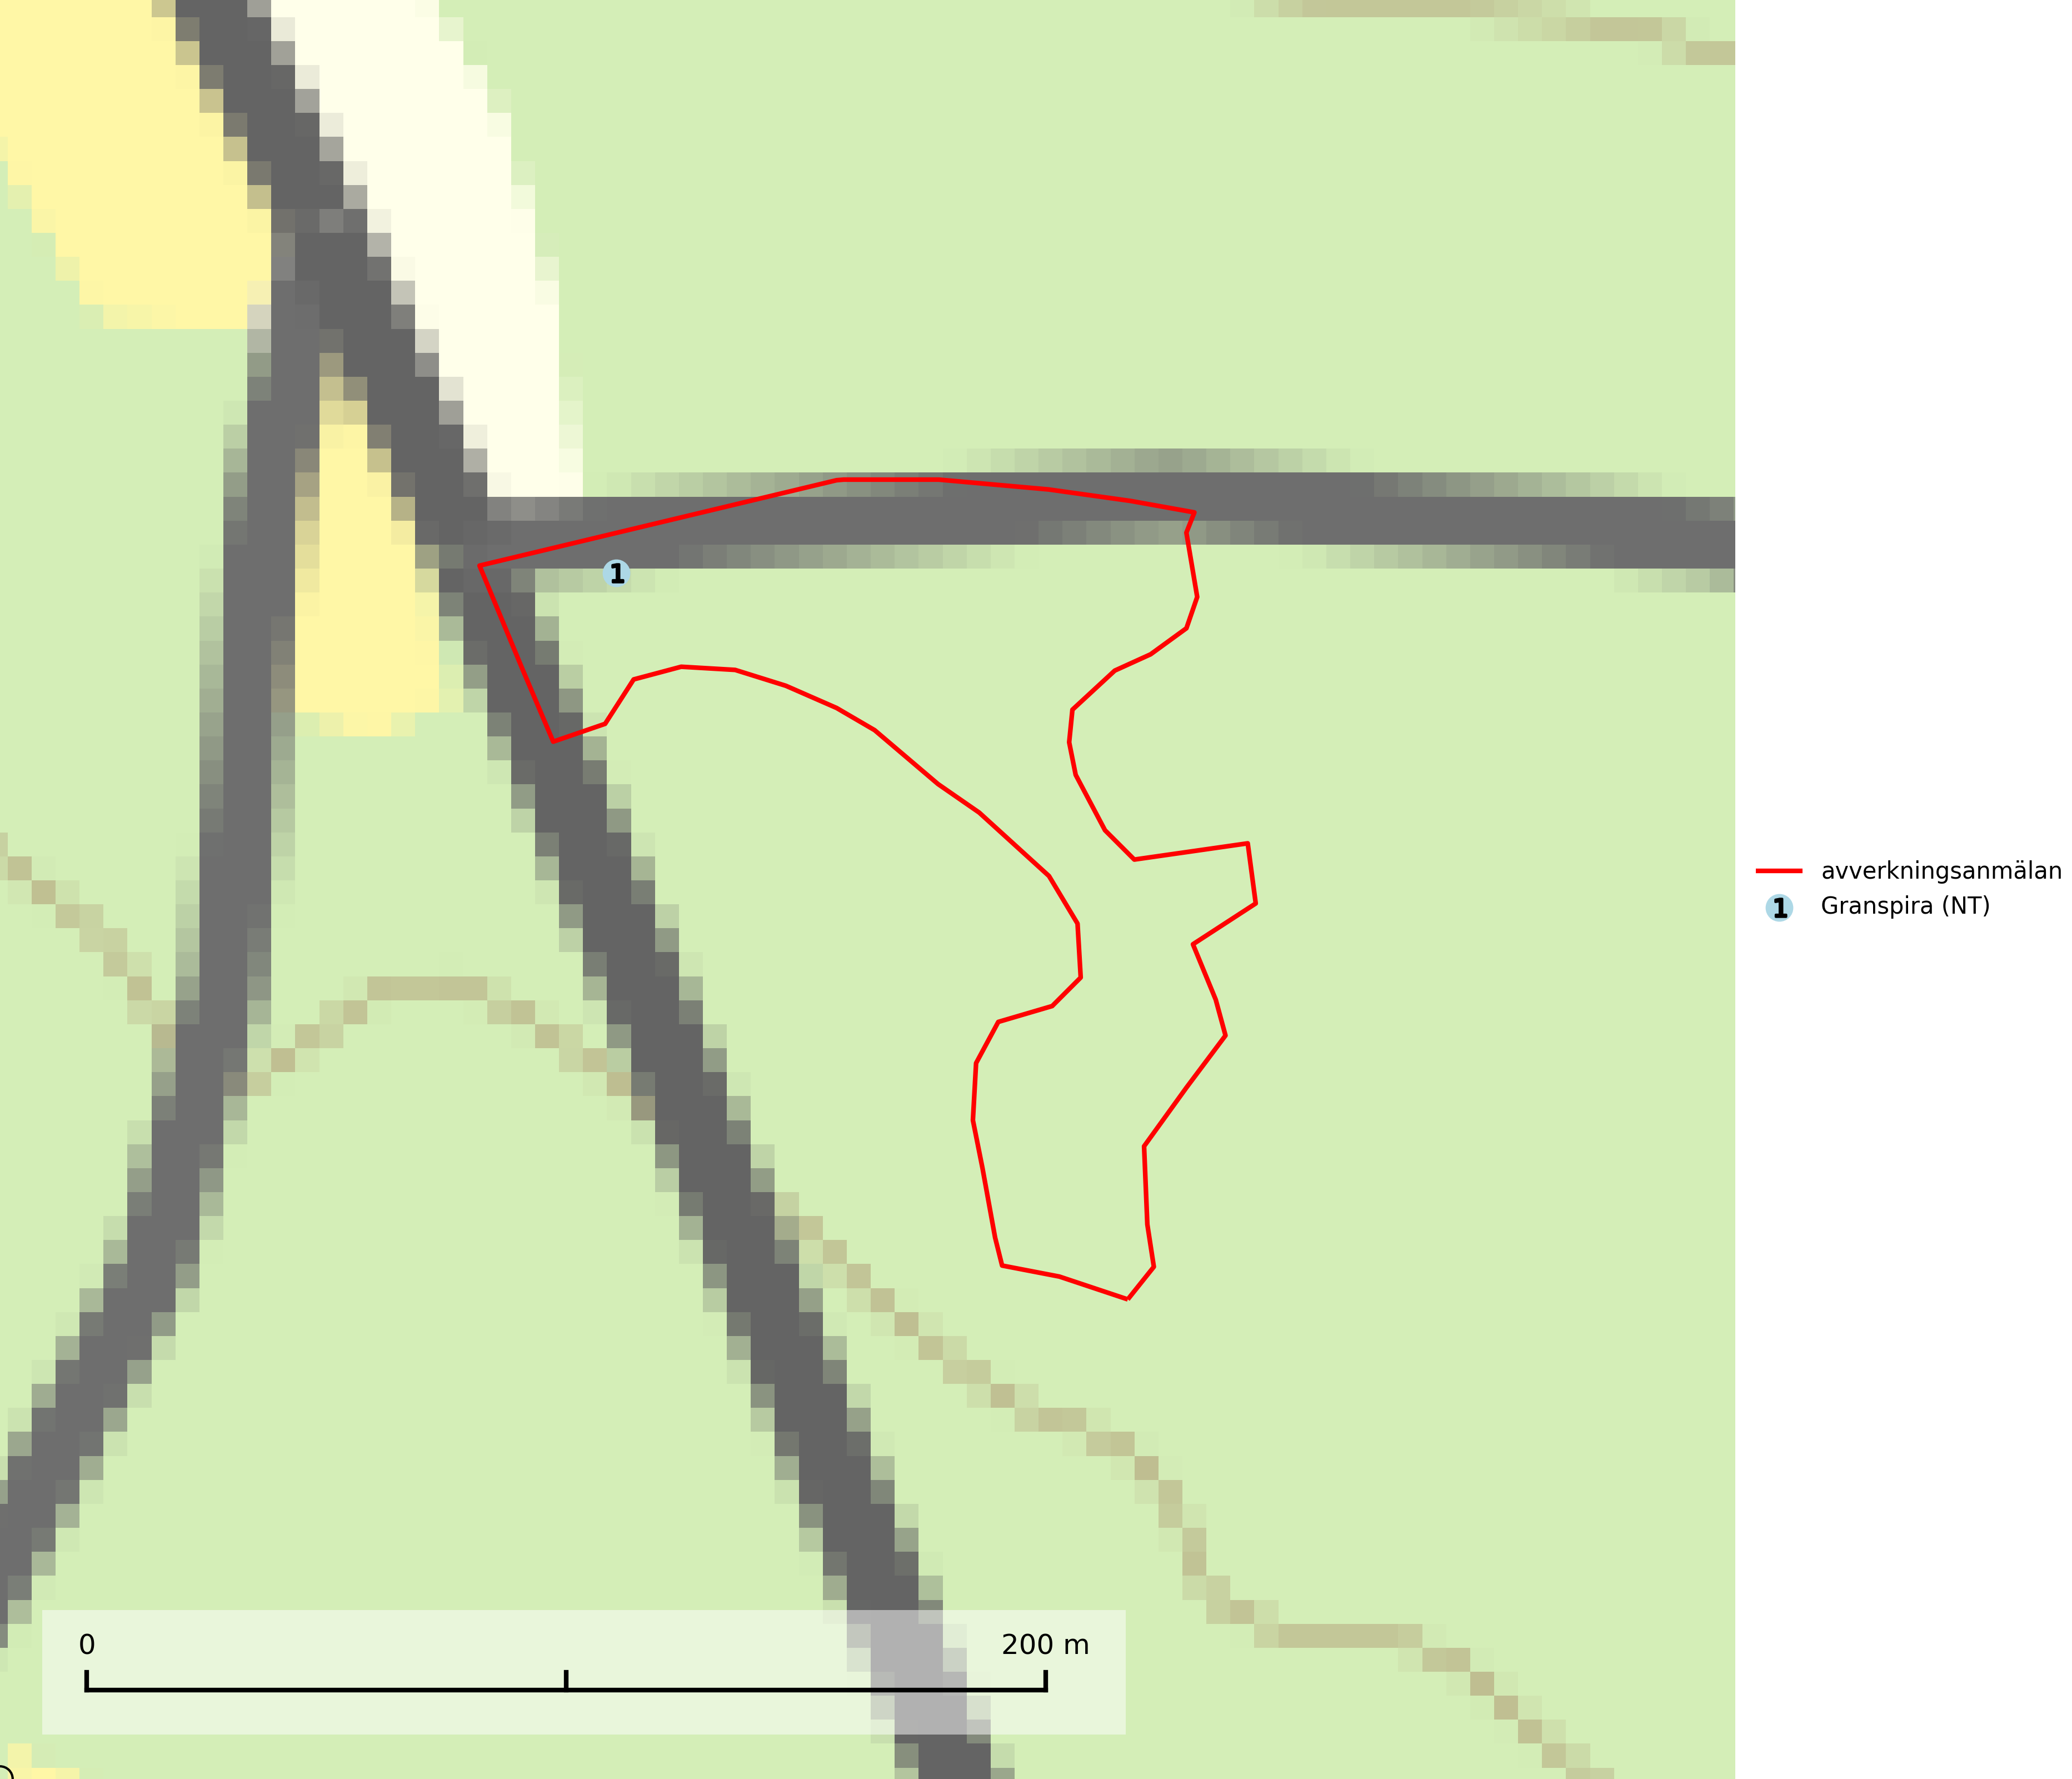 1
avverkningsanmälan
1 Granspira (NT)
0 200 m